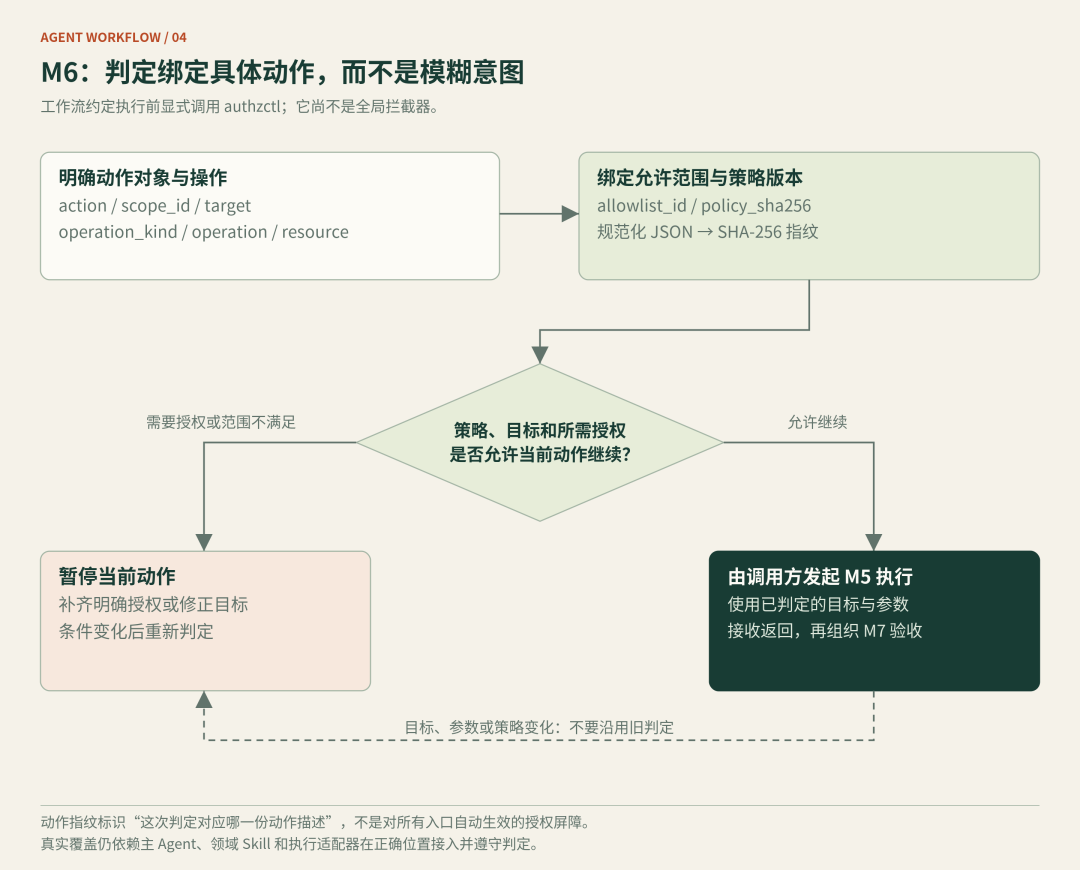 AGENT WORKFLOW / 04
M6：判定绑定具体动作，而不是模糊意图
工作流约定执行前显式调用 authzctl；它尚不是全局拦截器。
明确动作对象与操作
action / scope_id / target
operation_kind / operation / resource
绑定允许范围与策略版本
allowlist_id / policy_sha256
规范化 JSON → SHA-256 指纹
策略、目标和所需授权
是否允许当前动作继续？
需要授权或范围不满足
允许继续
暂停当前动作
补齐明确授权或修正目标
条件变化后重新判定
由调用方发起 M5 执行
使用已判定的目标与参数
接收返回，再组织 M7 验收
目标、参数或策略变化：不要沿用旧判定
动作指纹标识“这次判定对应哪一份动作描述”，不是对所有入口自动生效的授权屏障。
真实覆盖仍依赖主 Agent、领域 Skill 和执行适配器在正确位置接入并遵守判定。